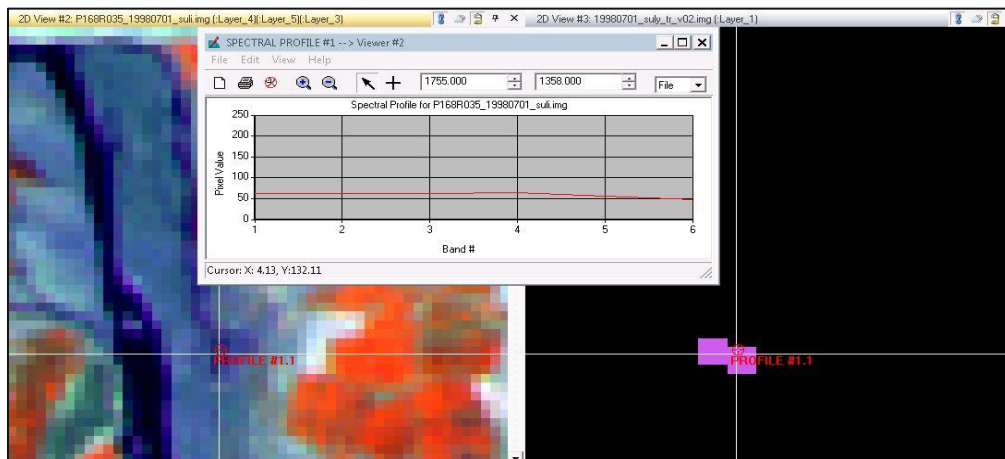 2D View #2: P168R035_19980701_suli.img (:Layer_4)(:Layer_5)(:Layer_3)
2D View #3: 19980701_suly_tr_v02.img (:Layer_1)
SPECTRAL PROFILE #1 --> Viewer #2
File Edit View Help
1755.000 1358.000 File
Spectral Profile for P168R035_19980701_suli.img
Pixel Value
250
200
150
100
50
0
1 2 3 4 5 6
Band #
Cursor: X: 4.13, Y:132.11
PROFILE #1.1
PROFILE #1.1